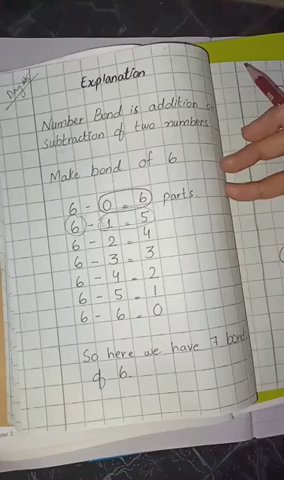 Explanation
Number Bond is addition or
subtraction of two numbers
Make bond of 6
6 - 0 = 6 parts
6 - 1 = 5
6 - 2 = 4
6 - 3 = 3
6 - 4 = 2
6 - 5 = 1
6 - 6 = 0
So here we have 7 bond
of 6.